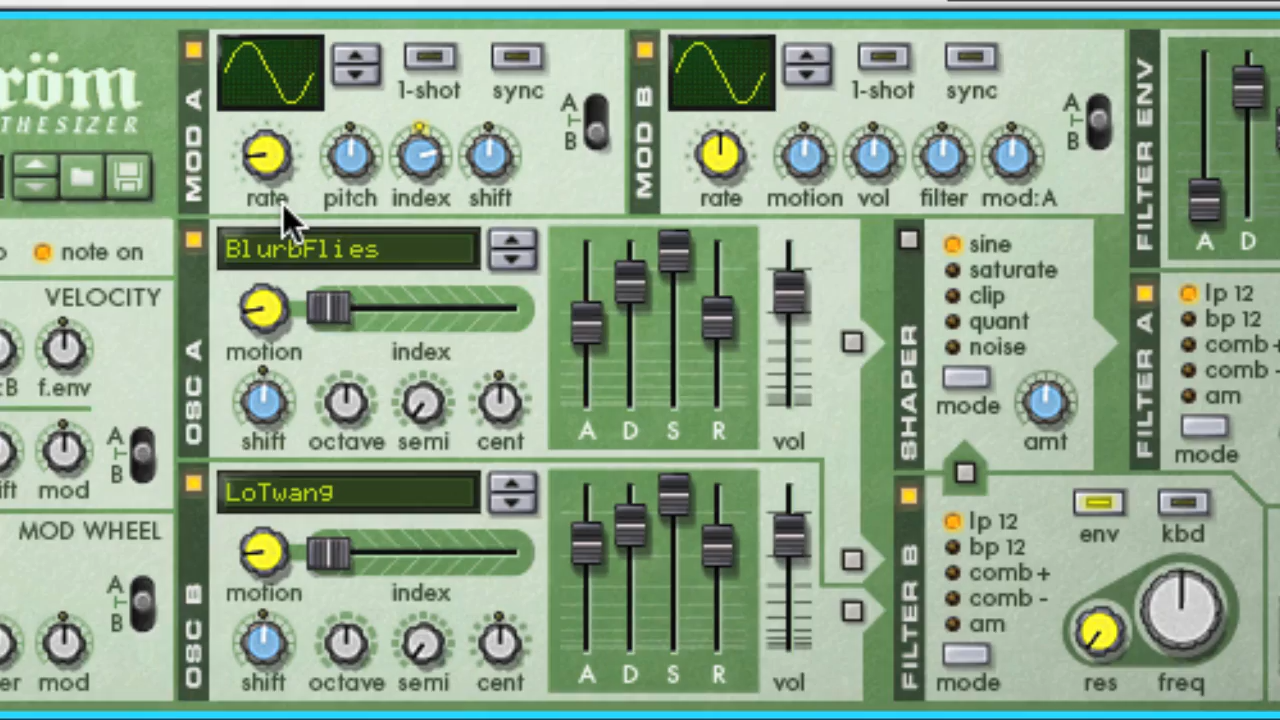 röm
THESIZER
MOD A
1-shot
sync
A
B
rate
pitch
index
shift
MOD B
1-shot
sync
A
B
rate
motion
vol
filter
mod:A
FILTER ENV
A
D
note on
VELOCITY
:B
f.env
ift
mod
A
B
MOD WHEEL
A
B
er
mod
OSC A
BlurbFlies
motion
index
shift
octave
semi
cent
A
D
S
R
vol
OSC B
LoTwang
motion
index
shift
octave
semi
cent
A
D
S
R
vol
SHAPER
sine
saturate
clip
quant
noise
mode
amt
FILTER B
lp 12
bp 12
comb +
comb -
am
mode
env
kbd
res
freq
FILTER A
lp 12
bp 12
comb +
comb -
am
mode